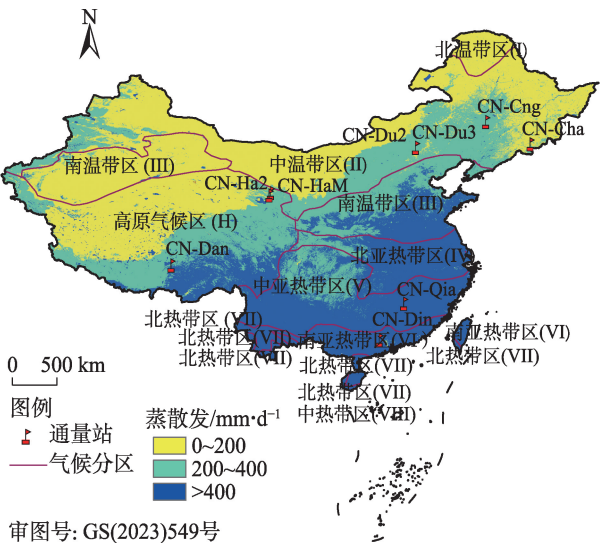 N
北温带区(I)
CN-Cng
CN-Du2
CN-Du3
CN-Cha
南温带区 (III)
中温带区(II)
CN-Ha2
CN-HaM
南温带区(III)
高原气候区 (H)
CN-Dan
北亚热带区(IV)
中亚热带区(V)
CN-Qia
CN-Din
北热带区 (VII)
北热带区(VII)
南亚热带区(VI)
南亚热带区(VI)
北热带区(VII)
北热带区(VII)
北热带区(VII)
北热带区(VII)
中热带区(VIII)
0 500 km
图例
通量站
气候分区
蒸散发/mm·d⁻¹
0~200
200~400
>400
审图号: GS(2023)549号